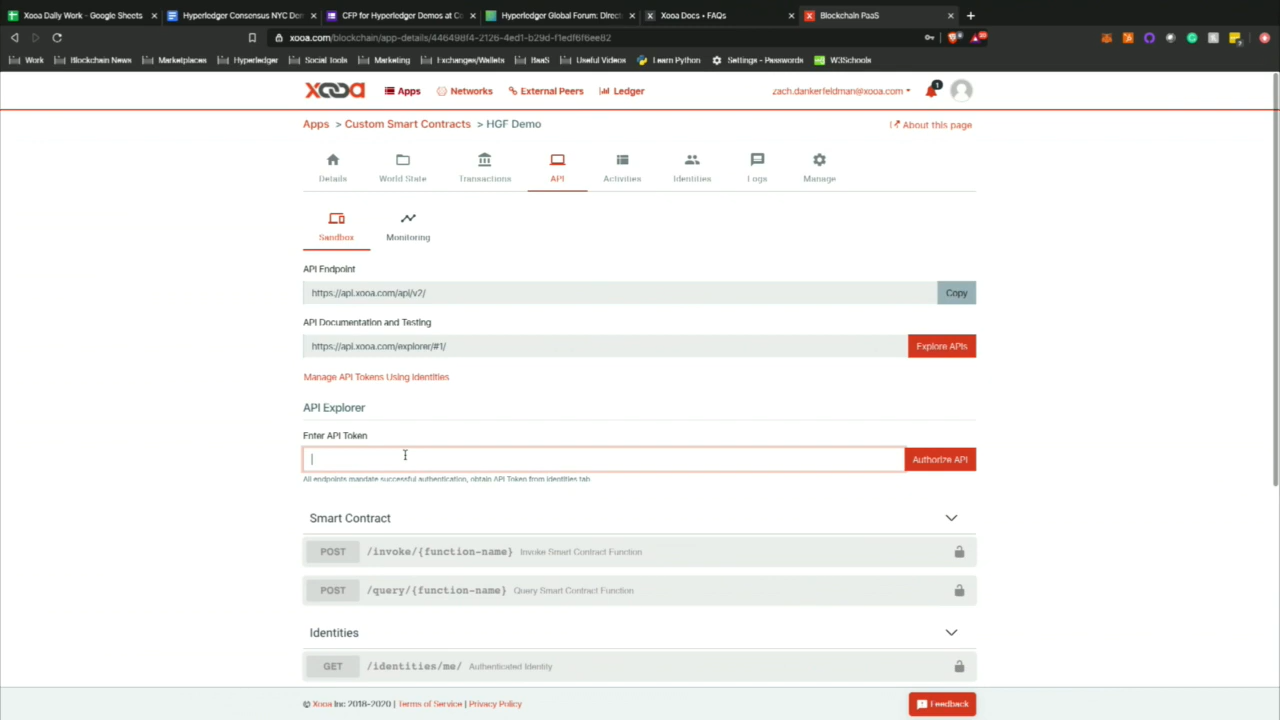 Xooa Daily Work - Google Sheets
Hyperledger Consensus NYC Dem
CFP for Hyperledger Demos at Co
Hyperledger Global Forum: Direct
Xooa Docs • FAQs
Blockchain PaaS
xooa.com/blockchain/app-details/446498f4-2126-4ed1-b29d-f1edf6f6ee82
Work
Blockchain News
Marketplaces
Hyperledger
Social Tools
Marketing
Exchanges/Wallets
BaaS
Useful Videos
Learn Python
Settings - Passwords
W3Schools
xooa
Apps
Networks
External Peers
Ledger
zach.dankerfeldman@xooa.com
1
Apps > Custom Smart Contracts > HGF Demo
About this page
Details
World State
Transactions
API
Activities
Identities
Logs
Manage
Sandbox
Monitoring
API Endpoint
https://api.xooa.com/api/v2/
Copy
API Documentation and Testing
https://api.xooa.com/explorer/#1/
Explore APIs
Manage API Tokens Using Identities
API Explorer
Enter API Token
Authorize API
All endpoints mandate successful authentication, obtain API Token from identities tab
Smart Contract
POST /invoke/{function-name} Invoke Smart Contract Function
POST /query/{function-name} Query Smart Contract Function
Identities
GET /identities/me/ Authenticated Identity
© Xooa Inc 2018-2020 | Terms of Service | Privacy Policy
Feedback